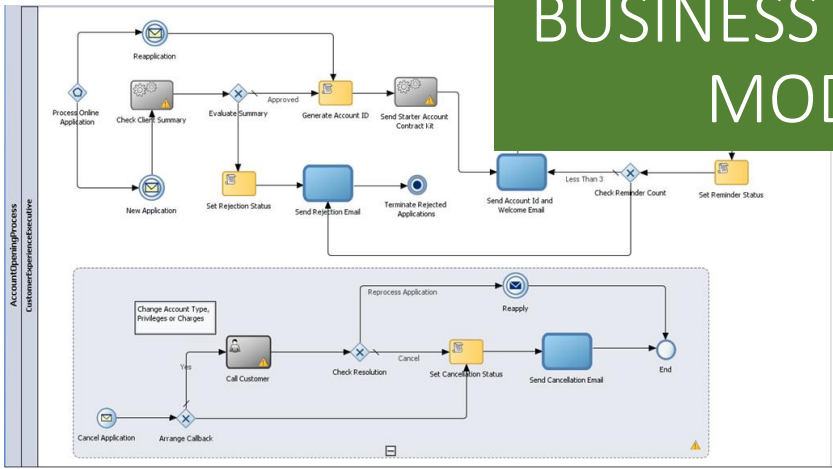 BUSINESS
MOD
AccountOpeningProcess
CustomerExperienceExecutive
Reapplication
Process Online
Application
Check Client Summary
Evaluate Summary
Approved
Generate Account ID
Send Starter Account
Contract Kit
New Application
Set Rejection Status
Send Rejection Email
Terminate Rejected
Applications
Send Account Id and
Welcome Email
Less Than 3
Check Reminder Count
Set Reminder Status
Change Account Type,
Privileges or Charges
Reprocess Application
Reapply
Yes
Call Customer
Check Resolution
Cancel
Set Cancellation Status
Send Cancellation Email
End
Cancel Application
Arrange Callback